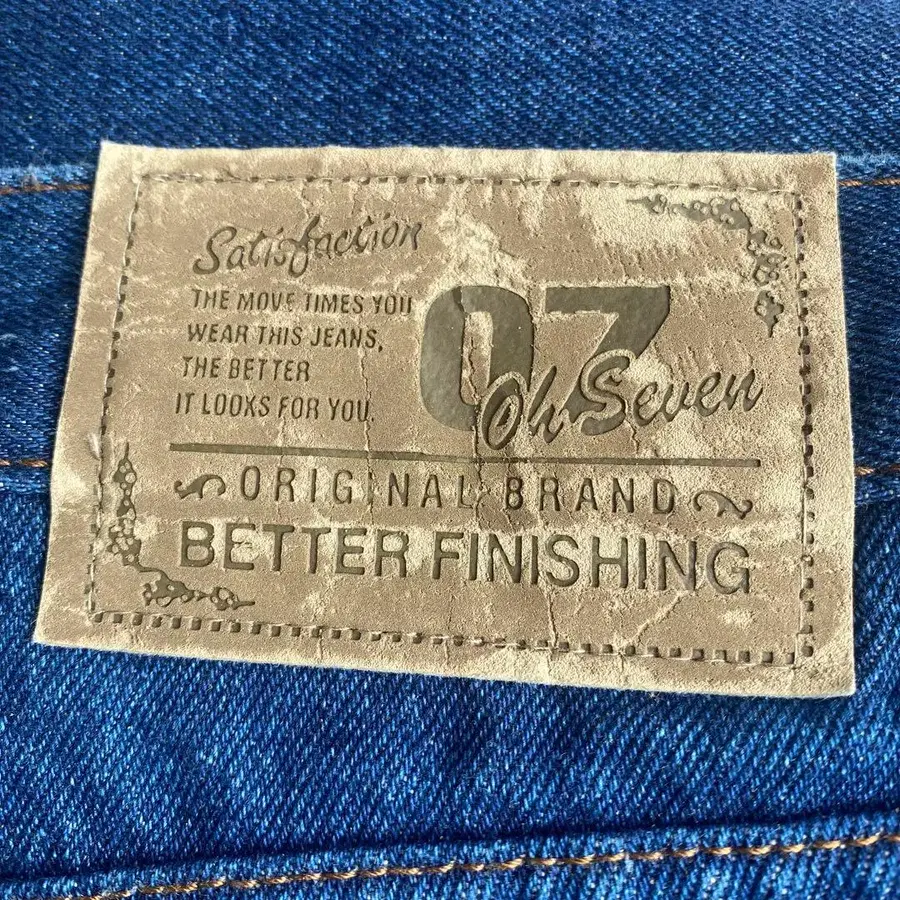 Satisfaction
THE MOVE TIMES YOU
WEAR THIS JEANS,
THE BETTER
IT LOOKS FOR YOU.
07
Oh Seven
ORIGINAL BRAND
BETTER FINISHING